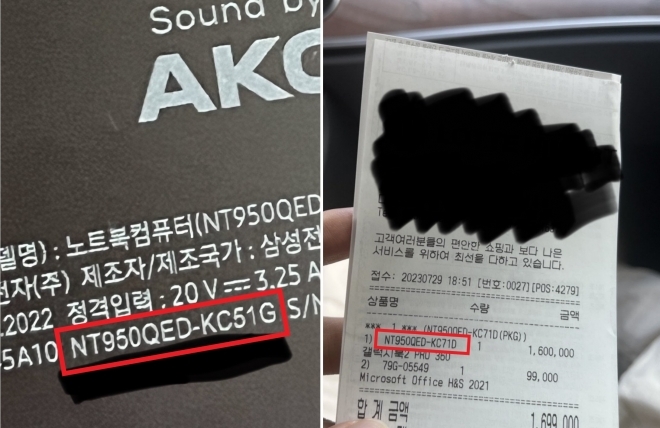 Sound by
AKG
델명) : 노트북컴퓨터(NT950QED
전자(주) 제조자/제조국가 : 삼성전
.2022 정격입력 : 20 V 3.25 A
45A10 NT950QED-KC51G S/N
고객여러분들의 편안한 쇼핑과 보다 나은
서비스를 위하여 최선을 다하고 있습니다.
접수: 20230729 18:51 [번호:0027][POS:4279]
상품명 수량 금액
*** 1 *** (NT950QED-KC71D(PKG))
1) NT950QED-KC71D 1 1,600,000
갤럭시북2 PRO 360
2) 79G-05549 1 99,000
Microsoft Office H&S 2021
합 계 금액 1,699,000